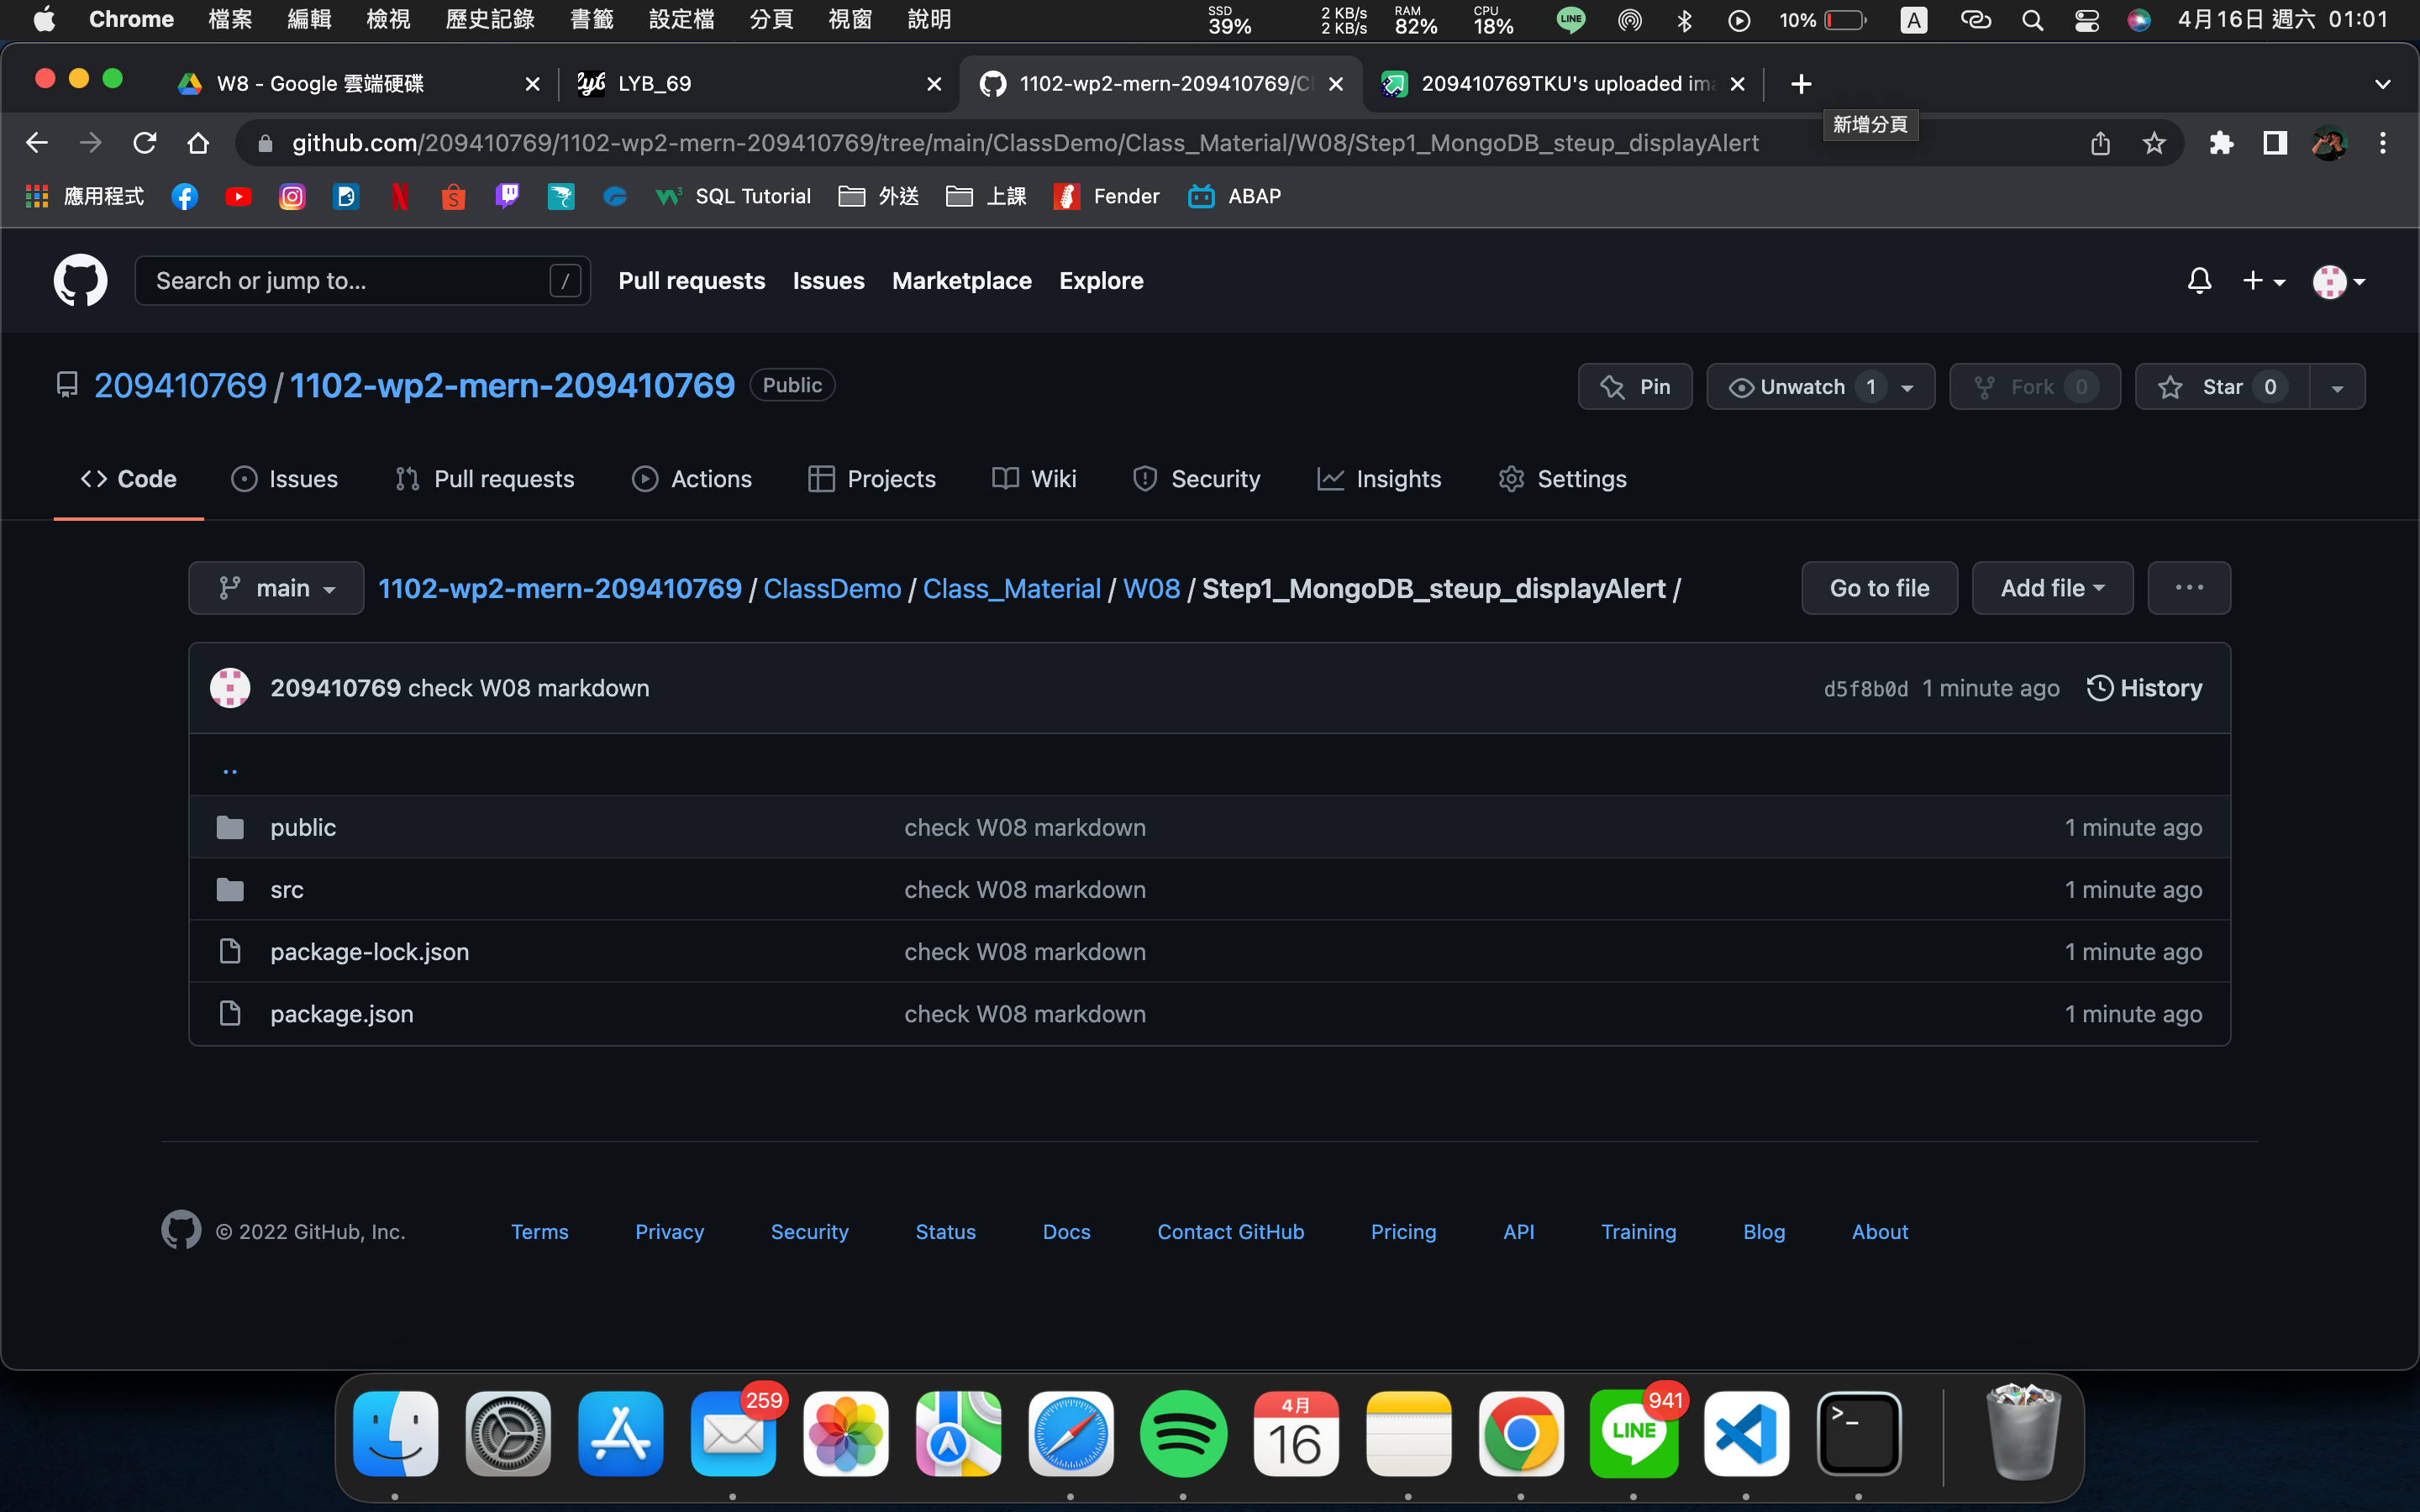 Chrome 檔案 編輯 檢視 歷史記錄 書籤 設定檔 分頁 視窗 說明 SSD 39% 2 KB/s 2 KB/s RAM 82% CPU 18% LINE 10% A 4月16日 週六 01:01
W8 - Google 雲端硬碟 lyb LYB_69 1102-wp2-mern-209410769/Cl 209410769TKU's uploaded ima
新增分頁
github.com/209410769/1102-wp2-mern-209410769/tree/main/ClassDemo/Class_Material/W08/Step1_MongoDB_steup_displayAlert
應用程式 SQL Tutorial 外送 上課 Fender ABAP
Search or jump to... / Pull requests Issues Marketplace Explore
209410769 / 1102-wp2-mern-209410769 Public Pin Unwatch 1 Fork 0 Star 0
Code Issues Pull requests Actions Projects Wiki Security Insights Settings
main 1102-wp2-mern-209410769 / ClassDemo / Class_Material / W08 / Step1_MongoDB_steup_displayAlert / Go to file Add file ...
209410769 check W08 markdown d5f8b0d 1 minute ago History
..
public check W08 markdown 1 minute ago
src check W08 markdown 1 minute ago
package-lock.json check W08 markdown 1 minute ago
package.json check W08 markdown 1 minute ago
© 2022 GitHub, Inc. Terms Privacy Security Status Docs Contact GitHub Pricing API Training Blog About
259 4月 16 LINE 941 >_